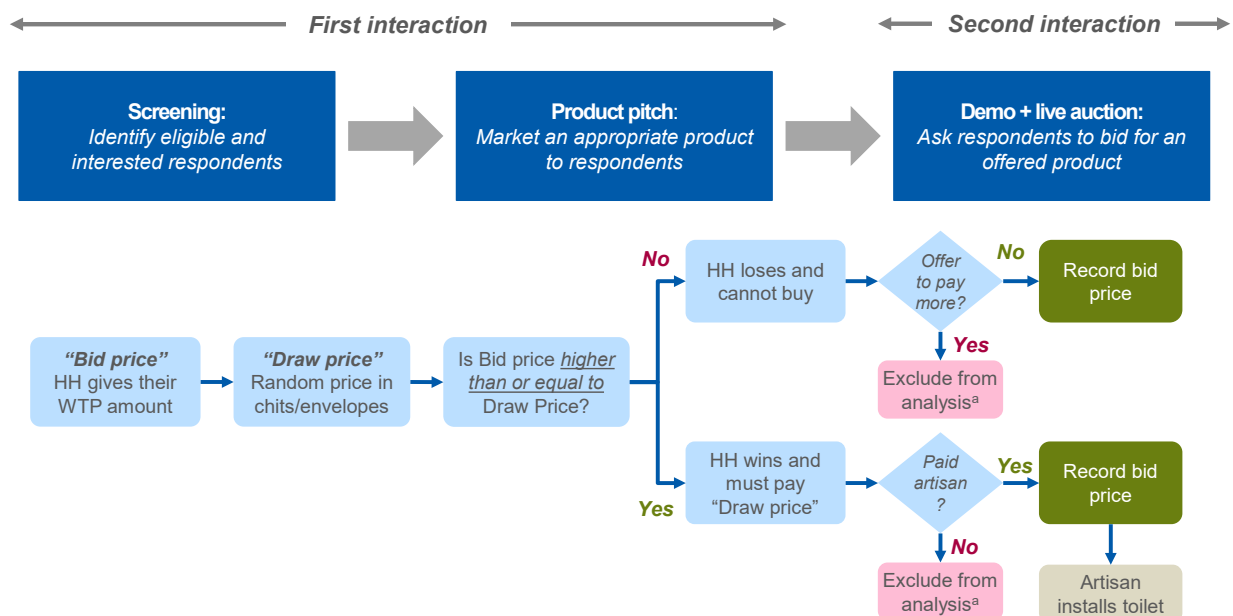 First interaction
Second interaction
Screening:
Identify eligible and
interested respondents
Product pitch:
Market an appropriate product
to respondents
Demo + live auction:
Ask respondents to bid for an
offered product
“Bid price”
HH gives their
WTP amount
“Draw price”
Random price in
chits/envelopes
Is Bid price higher
than or equal to
Draw Price?
No
HH loses and
cannot buy
Offer
to pay
more?
No
Record bid
price
Yes
Exclude from
analysisᵃ
Yes
HH wins and
must pay
“Draw price”
Paid
artisan
?
Yes
Record bid
price
No
Exclude from
analysisᵃ
Artisan
installs toilet